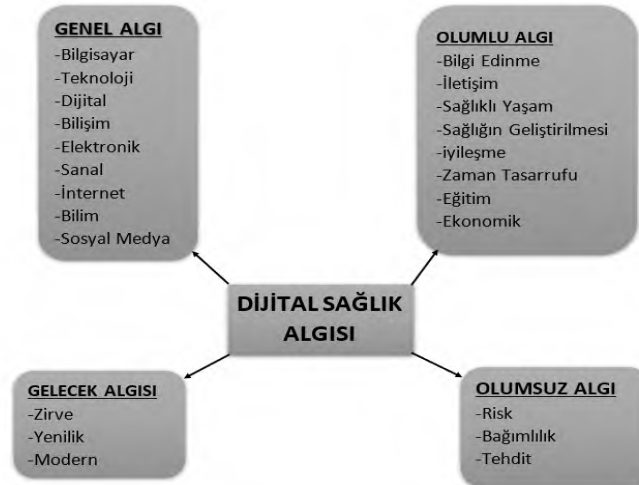 GENEL ALGI
-Bilgisayar
-Teknoloji
-Dijital
-Bilişim
-Elektronik
-Sanal
-İnternet
-Bilim
-Sosyal Medya
OLUMLU ALGI
-Bilgi Edinme
-İletişim
-Sağlıklı Yaşam
-Sağlığın Geliştirilmesi
-iyileşme
-Zaman Tasarrufu
-Eğitim
-Ekonomik
DİJİTAL SAĞLIK
ALGISI
GELECEK ALGISI
-Zirve
-Yenilik
-Modern
OLUMSUZ ALGI
-Risk
-Bağımlılık
-Tehdit